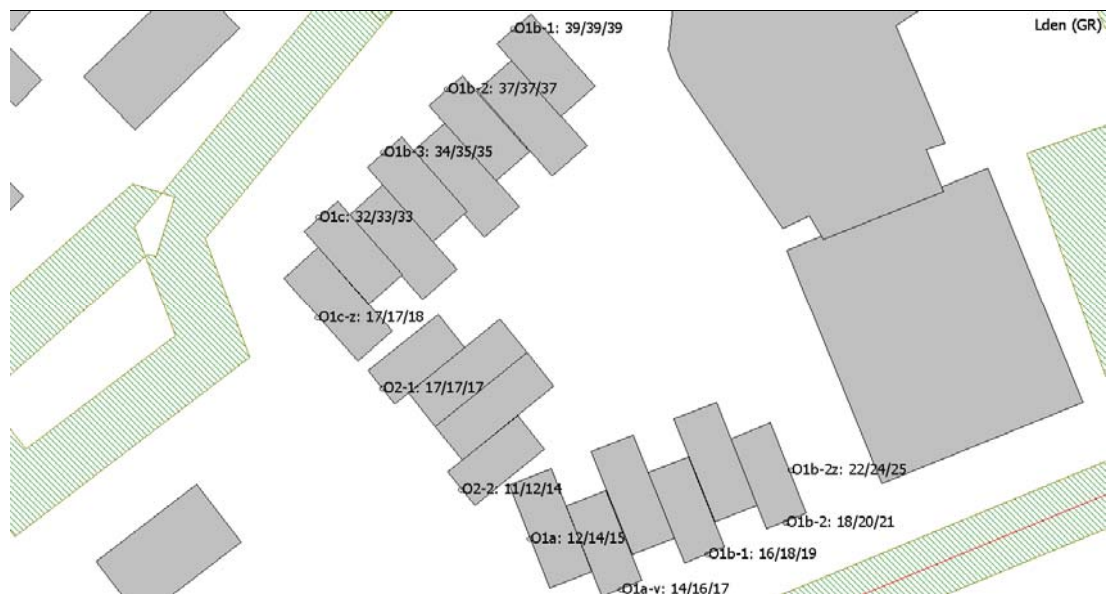 Lden (GR)
O1b-1: 39/39/39
O1b-2: 37/37/37
O1b-3: 34/35/35
O1c: 32/33/33
O1c-z: 17/17/18
O2-1: 17/17/17
O2-2: 11/12/14
O1b-2z: 22/24/25
O1b-2: 18/20/21
O1a: 12/14/15
O1b-1: 16/18/19
O1a-v: 14/16/17